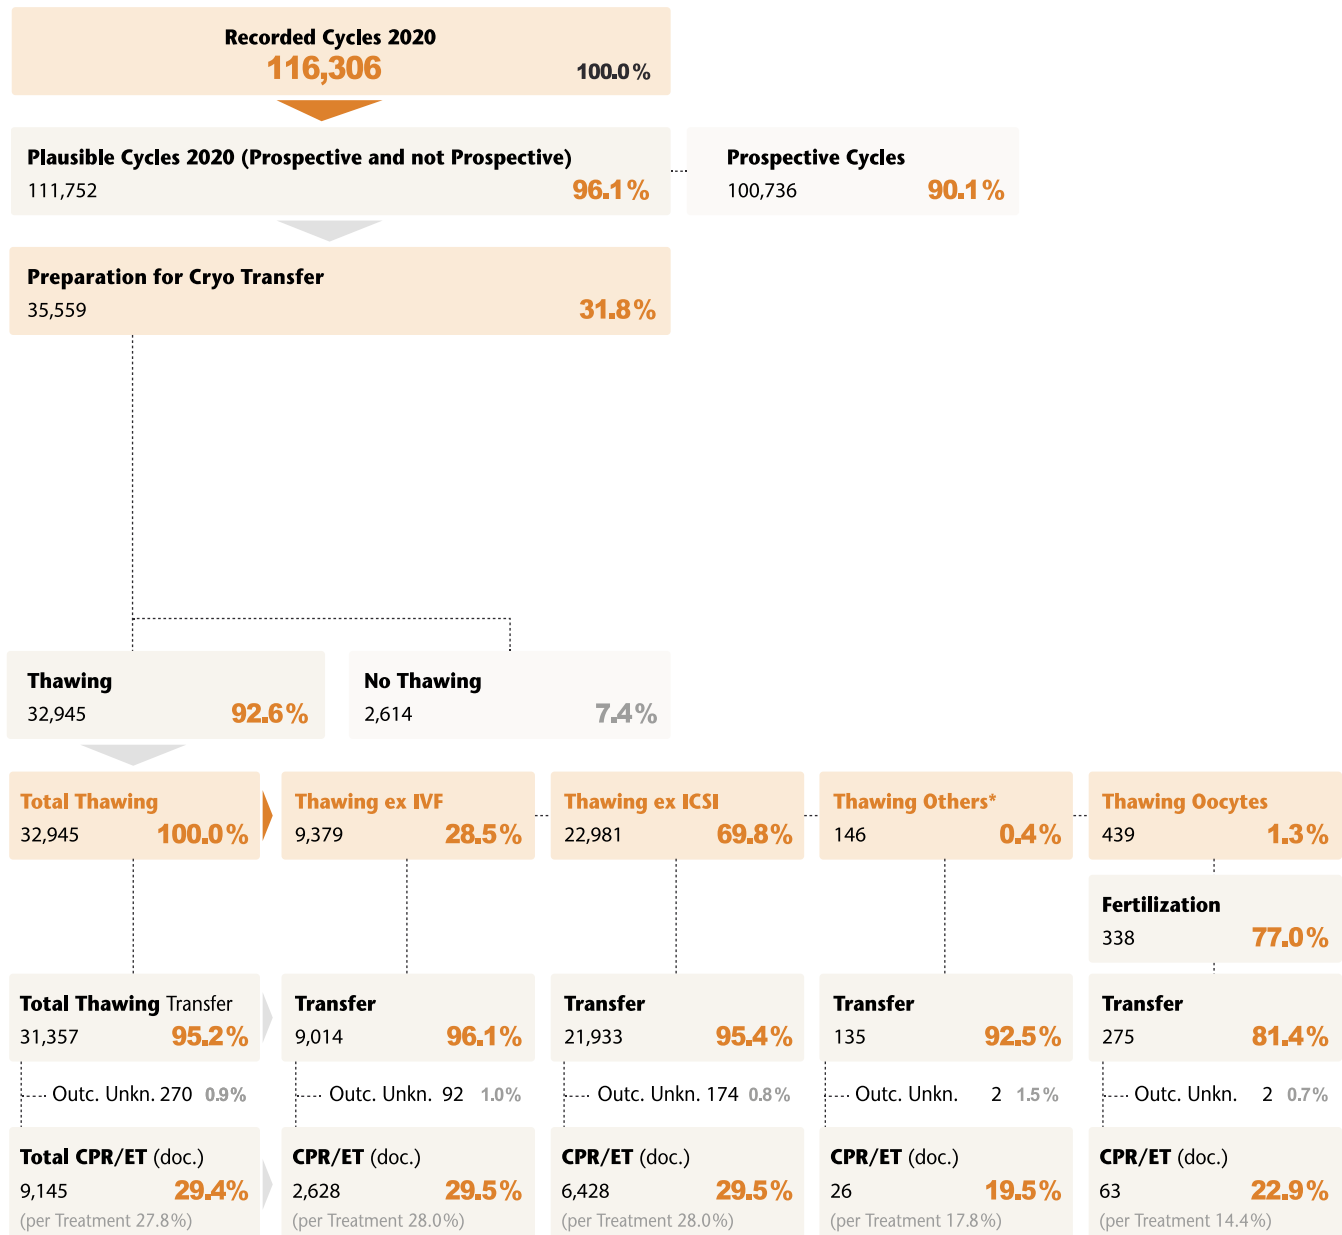 Recorded Cycles 2020
116,306 100.0%
Plausible Cycles 2020 (Prospective and not Prospective)
111,752 96.1%
Prospective Cycles
100,736 90.1%
Preparation for Cryo Transfer
35,559 31.8%
Thawing
32,945 92.6%
No Thawing
2,614 7.4%
Total Thawing
32,945 100.0%
Thawing ex IVF
9,379 28.5%
Thawing ex ICSI
22,981 69.8%
Thawing Others*
146 0.4%
Thawing Oocytes
439 1.3%
Fertilization
338 77.0%
Total Thawing Transfer
31,357 95.2%
Transfer
9,014 96.1%
Transfer
21,933 95.4%
Transfer
135 92.5%
Transfer
275 81.4%
Outc. Unkn. 270 0.9%
Outc. Unkn. 92 1.0%
Outc. Unkn. 174 0.8%
Outc. Unkn. 2 1.5%
Outc. Unkn. 2 0.7%
Total CPR/ET (doc.)
9,145 29.4%
(per Treatment 27.8%)
CPR/ET (doc.)
2,628 29.5%
(per Treatment 28.0%)
CPR/ET (doc.)
6,428 29.5%
(per Treatment 28.0%)
CPR/ET (doc.)
26 19.5%
(per Treatment 17.8%)
CPR/ET (doc.)
63 22.9%
(per Treatment 14.4%)